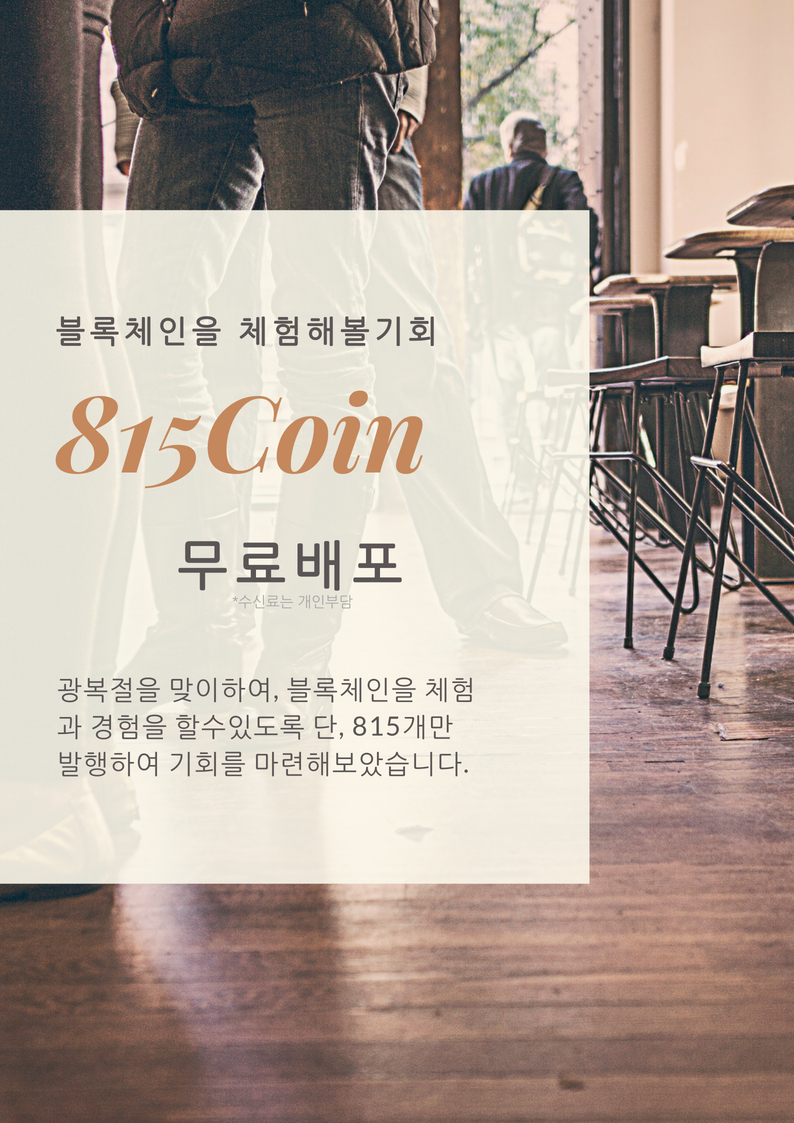 블록체인을 체험해볼기회
815Coin
무료배포
*수신료는 개인부담
광복절을 맞이하여, 블록체인을 체험
과 경험을 할수있도록 단, 815개만
발행하여 기회를 마련해보았습니다.